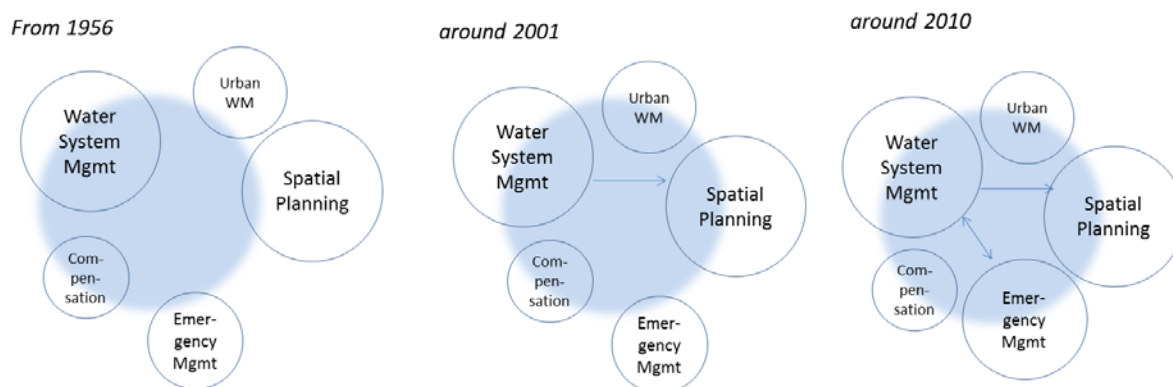 From 1956
around 2001
around 2010
Urban
WM
Water
System
Mgmt
Spatial
Planning
Com-
pen-
sation
Emer-
gency
Mgmt
Urban
WM
Water
System
Mgmt
Spatial
Planning
Com-
pen-
sation
Emer-
gency
Mgmt
Urban
WM
Water
System
Mgmt
Spatial
Planning
Com-
pen-
sation
Emer-
gency
Mgmt